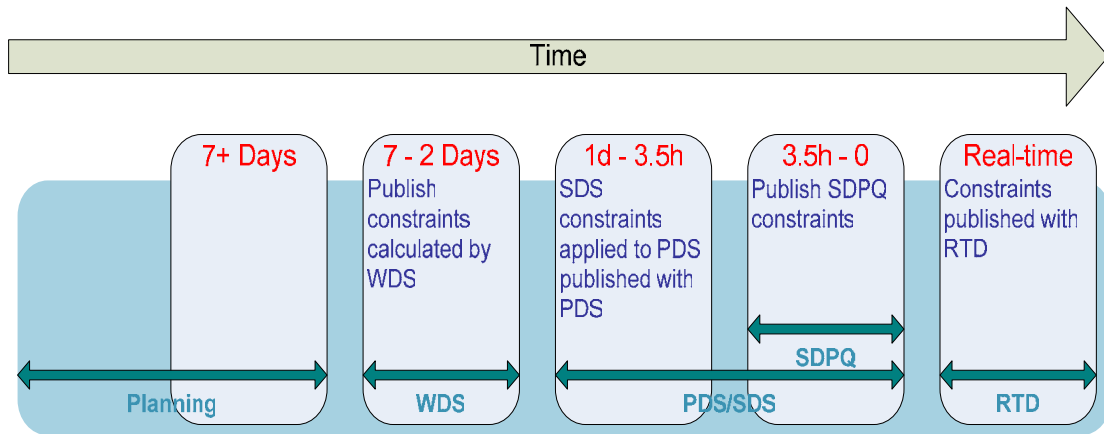 Time
7+ Days
7 - 2 Days
Publish
constraints
calculated by
WDS
1d - 3.5h
SDS
constraints
applied to PDS
published with
PDS
3.5h - 0
Publish SDPQ
constraints
Real-time
Constraints
published with
RTD
SDPQ
Planning
WDS
PDS/SDS
RTD